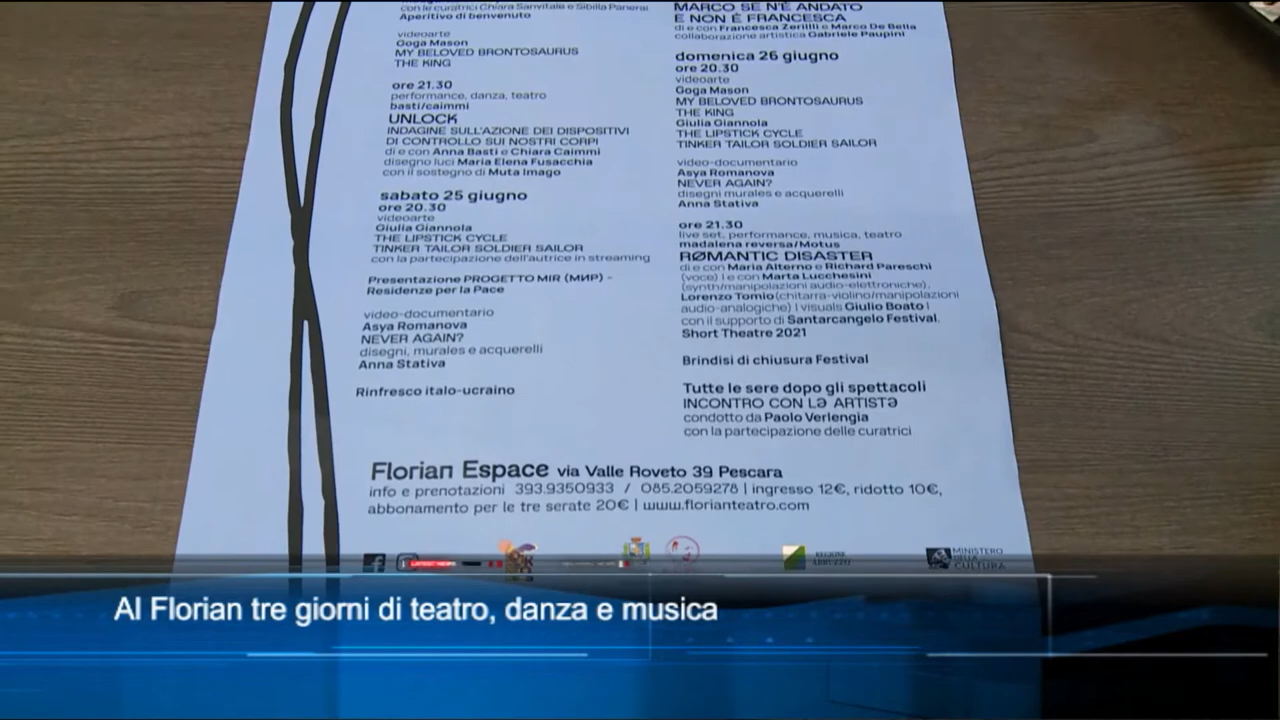 con le curatrici Chiara Sanvitale e Sibilla Panerai
Aperitivo di benvenuto
videoarte
Goga Mason
MY BELOVED BRONTOSAURUS
THE KING
ore 21.30
performance, danza, teatro
basti/caimmi
UNLOCK
INDAGINE SULL'AZIONE DEI DISPOSITIVI
DI CONTROLLO SUI NOSTRI CORPI
di e con Anna Basti e Chiara Caimmi
disegno luci Maria Elena Fusacchia
con il sostegno di Muta Imago
sabato 25 giugno
ore 20.30
videoarte
Giulia Giannola
THE LIPSTICK CYCLE
TINKER TAILOR SOLDIER SAILOR
con la partecipazione dell'autrice in streaming
Presentazione PROGETTO MIR (МИР) -
Residenze per la Pace
video-documentario
Asya Romanova
NEVER AGAIN?
disegni, murales e acquerelli
Anna Stativa
Rinfresco italo-ucraino
MARCO SE N'È ANDATO
E NON È FRANCESCA
di e con Francesca Zerilli e Marco De Bella
collaborazione artistica Gabriele Paupini
domenica 26 giugno
ore 20.30
videoarte
Goga Mason
MY BELOVED BRONTOSAURUS
THE KING
Giulia Giannola
THE LIPSTICK CYCLE
TINKER TAILOR SOLDIER SAILOR
video-documentario
Asya Romanova
NEVER AGAIN?
disegni murales e acquerelli
Anna Stativa
ore 21.30
live set, performance, musica, teatro
madalena reversa/Motus
RØMANTIC DISASTER
di e con Maria Alterno e Richard Pareschi
(voce) | e con Marta Lucchesini
(synth/manipolazioni audio-elettroniche),
Lorenzo Tomio (chitarra-violino/manipolazioni
audio-analogiche) | visuals Giulio Boato |
con il supporto di Santarcangelo Festival,
Short Theatre 2021
Brindisi di chiusura Festival
Tutte le sere dopo gli spettacoli
INCONTRO CON LƏ ARTISTƏ
condotto da Paolo Verlengia
con la partecipazione delle curatrici
Florian Espace via Valle Roveto 39 Pescara
info e prenotazioni 393.9350933 / 085.2059278 | ingresso 12€, ridotto 10€,
abbonamento per le tre serate 20€ | www.florianteatro.com
LATEST NEWS
REGIONE
ABRUZZO
MINISTERO
DELLA
CULTURA
Al Florian tre giorni di teatro, danza e musica